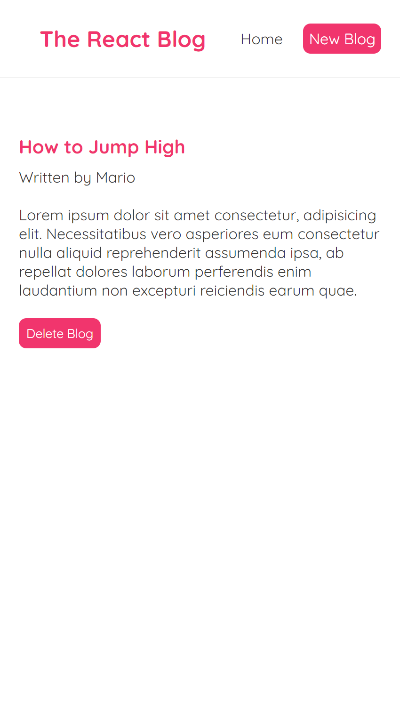 The React Blog
Home
New Blog
How to Jump High
Written by Mario
Lorem ipsum dolor sit amet consectetur, adipisicing
elit. Necessitatibus vero asperiores eum consectetur
nulla aliquid reprehenderit assumenda ipsa, ab
repellat dolores laborum perferendis enim
laudantium non excepturi reiciendis earum quae.
Delete Blog